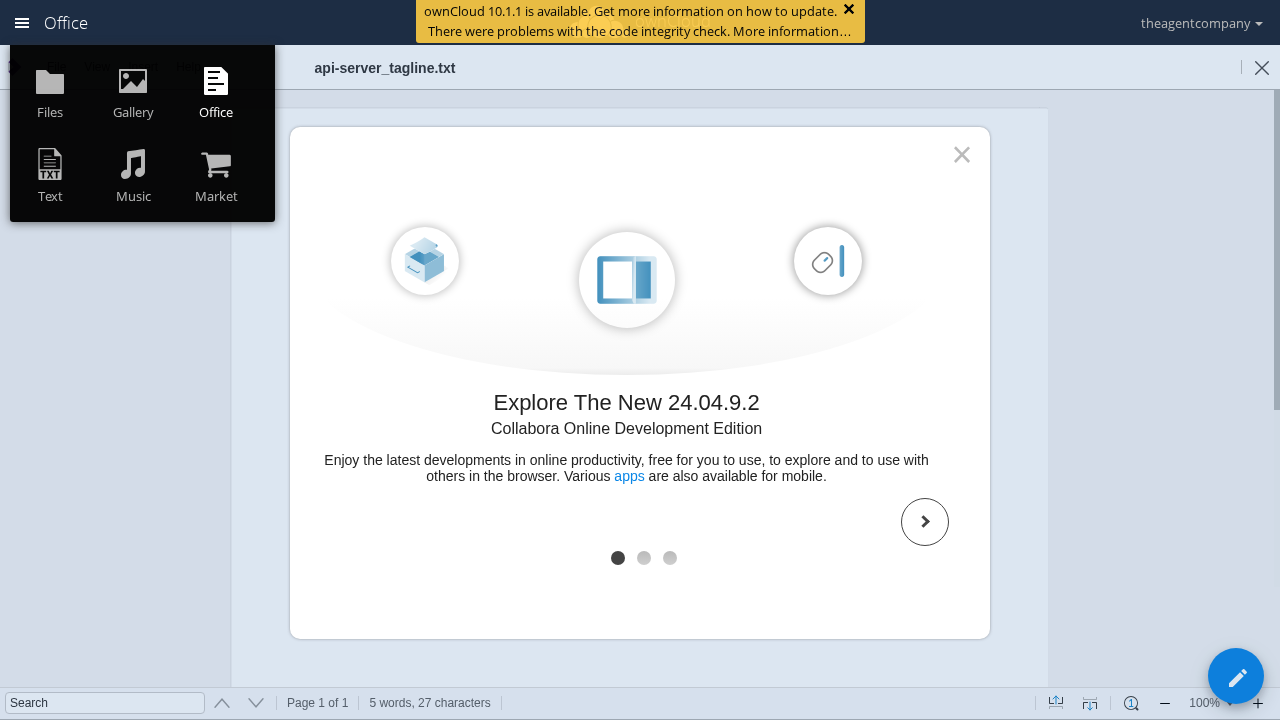 Office
ownCloud 10.1.1 is available. Get more information on how to update.
There were problems with the code integrity check. More information…
theagentcompany
api-server_tagline.txt
Files
Gallery
Office
Text
Music
Market
Explore The New 24.04.9.2
Collabora Online Development Edition
Enjoy the latest developments in online productivity, free for you to use, to explore and to use with
others in the browser. Various apps are also available for mobile.
Search
Page 1 of 1
5 words, 27 characters
100%